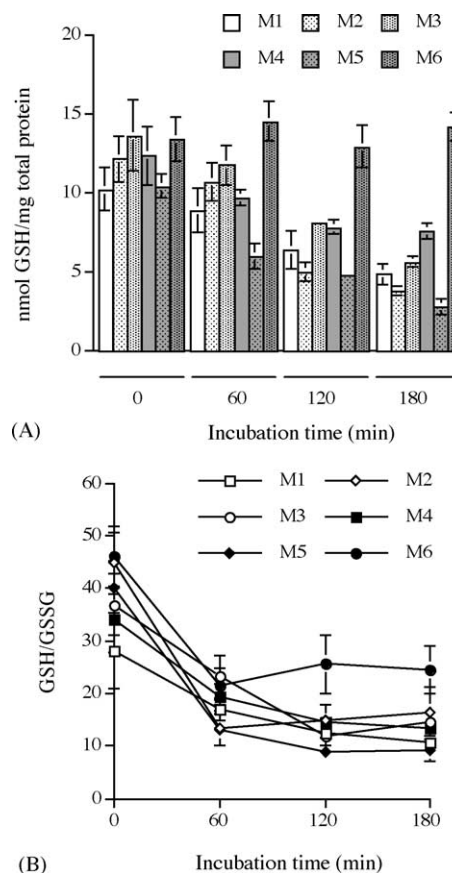 M1 M2 M3
M4 M5 M6
20
15
10
5
0
nmol GSH/mg total protein
0 60 120 180
(A) Incubation time (min)
M1 M2
M3 M4
M5 M6
60
50
40
30
20
10
0
GSH/GSSG
0 60 120 180
(B) Incubation time (min)